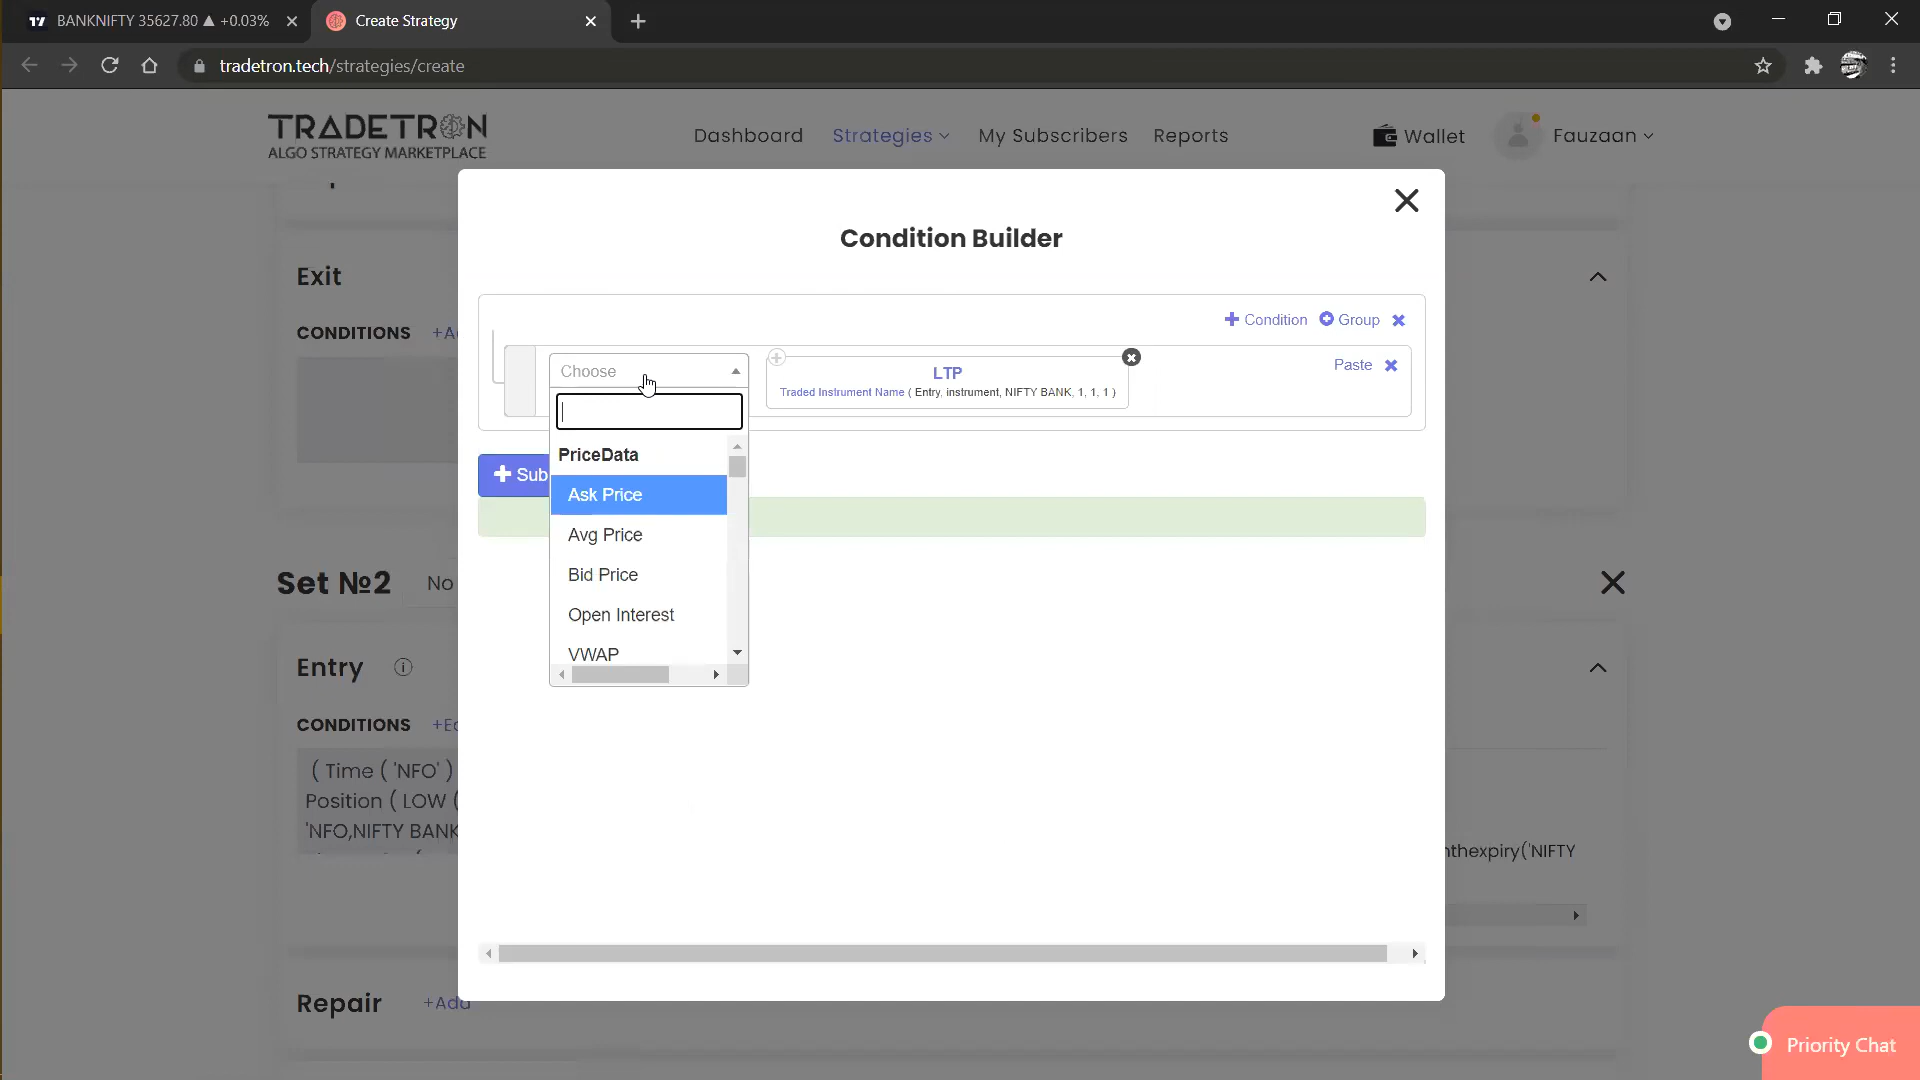 BANKNIFTY 35627.80 ▲ +0.03%
Create Strategy
tradetron.tech/strategies/create
TRADETRON
ALGO STRATEGY MARKETPLACE
Dashboard
Strategies
My Subscribers
Reports
Wallet
Fauzaan
Condition Builder
Exit
CONDITIONS
Condition
Group
Choose
LTP
Traded Instrument Name ( Entry, instrument, NIFTY BANK, 1, 1, 1 )
Paste
+ Sub
PriceData
Ask Price
Avg Price
Bid Price
Open Interest
VWAP
Set №2
No
Entry
CONDITIONS
( Time ( 'NFO' )
Position ( LOW (
'NFO,NIFTY BANK
nthexpiry('NIFTY
Repair
+Add
Priority Chat